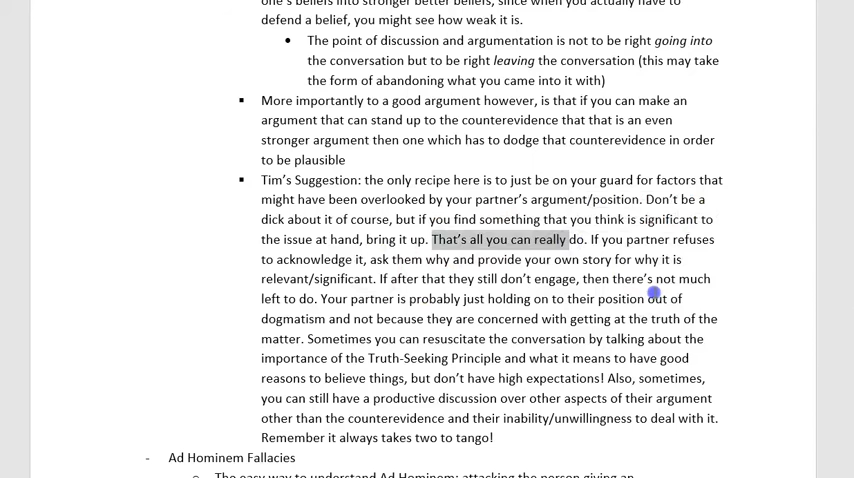 one's beliefs into stronger better beliefs, since when you actually have to
defend a belief, you might see how weak it is.
• The point of discussion and argumentation is not to be right going into
the conversation but to be right leaving the conversation (this may take
the form of abandoning what you came into it with)
▪ More importantly to a good argument however, is that if you can make an
argument that can stand up to the counterevidence that that is an even
stronger argument then one which has to dodge that counterevidence in order
to be plausible
▪ Tim's Suggestion: the only recipe here is to just be on your guard for factors that
might have been overlooked by your partner's argument/position. Don't be a
dick about it of course, but if you find something that you think is significant to
the issue at hand, bring it up. That's all you can really do. If you partner refuses
to acknowledge it, ask them why and provide your own story for why it is
relevant/significant. If after that they still don't engage, then there's not much
left to do. Your partner is probably just holding on to their position out of
dogmatism and not because they are concerned with getting at the truth of the
matter. Sometimes you can resuscitate the conversation by talking about the
importance of the Truth-Seeking Principle and what it means to have good
reasons to believe things, but don't have high expectations! Also, sometimes,
you can still have a productive discussion over other aspects of their argument
other than the counterevidence and their inability/unwillingness to deal with it.
Remember it always takes two to tango!
- Ad Hominem Fallacies
o The easy way to understand Ad Hominem: attacking the person giving an